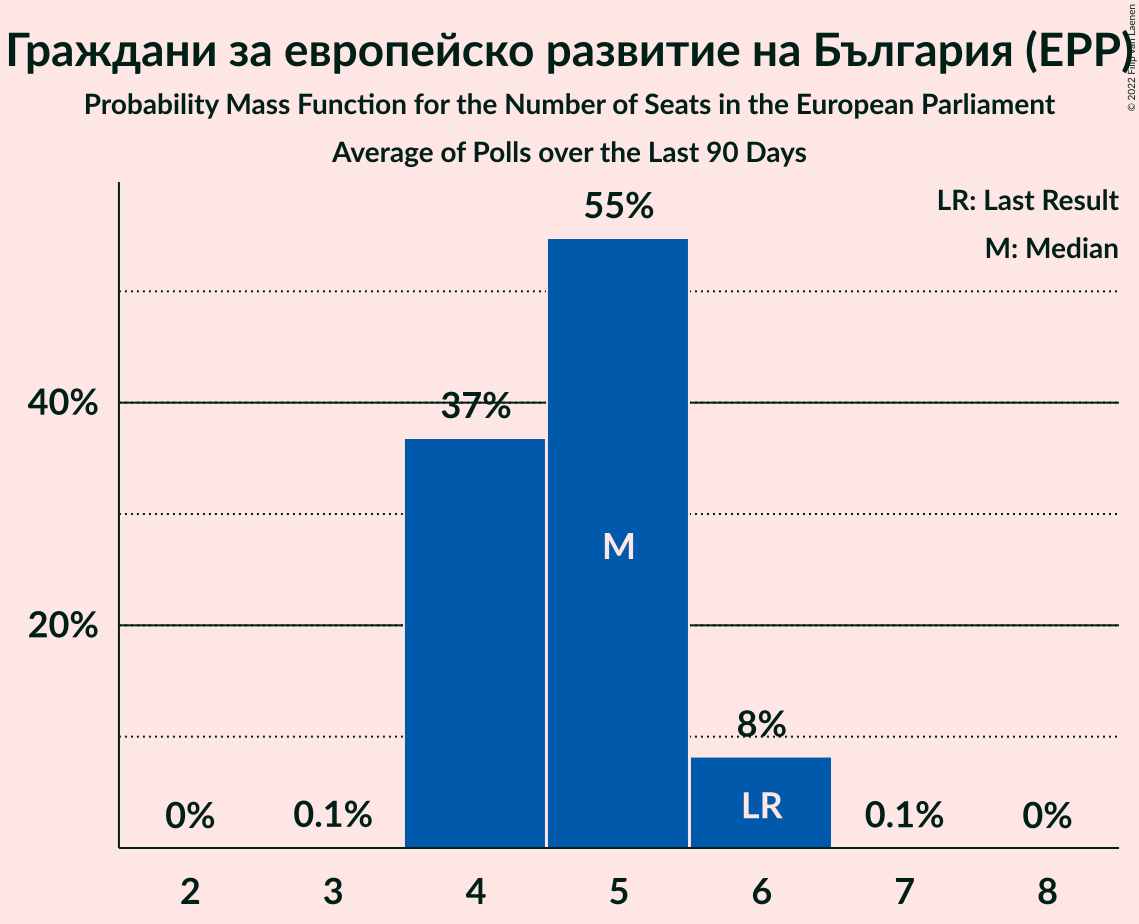 Граждани за европейско развитие на България (EPP)
© 2022 Filip van Laenen
Probability Mass Function for the Number of Seats in the European Parliament
Average of Polls over the Last 90 Days
LR: Last Result
M: Median
55%
40%
37%
M
20%
8%
LR
0%
0.1%
0.1%
0%
2 3 4 5 6 7 8